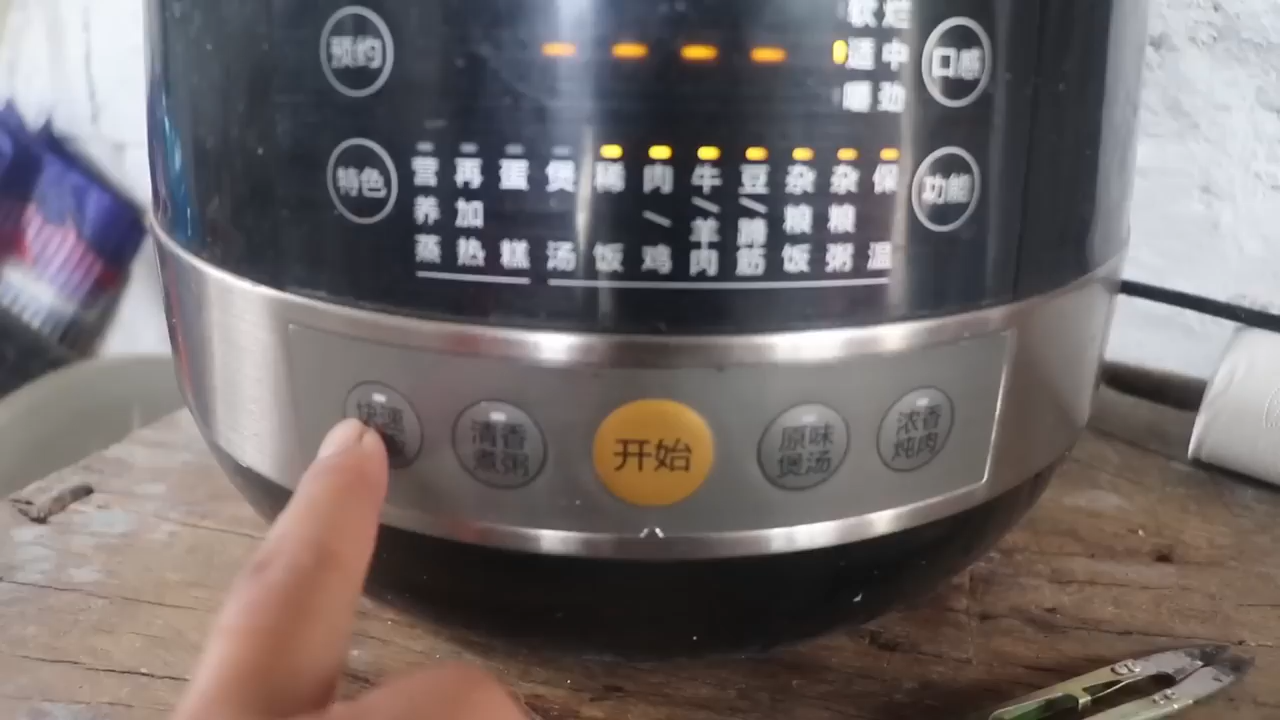 软烂
预约
适中
口感
嚼劲
特色
营养蒸
再加热
蛋糕
煲汤
稀饭
肉/鸡
牛/羊肉
豆/蹄筋
杂粮饭
杂粮粥
保温
功能
快速
清香
煮粥
开始
原味
煲汤
浓香
炖肉